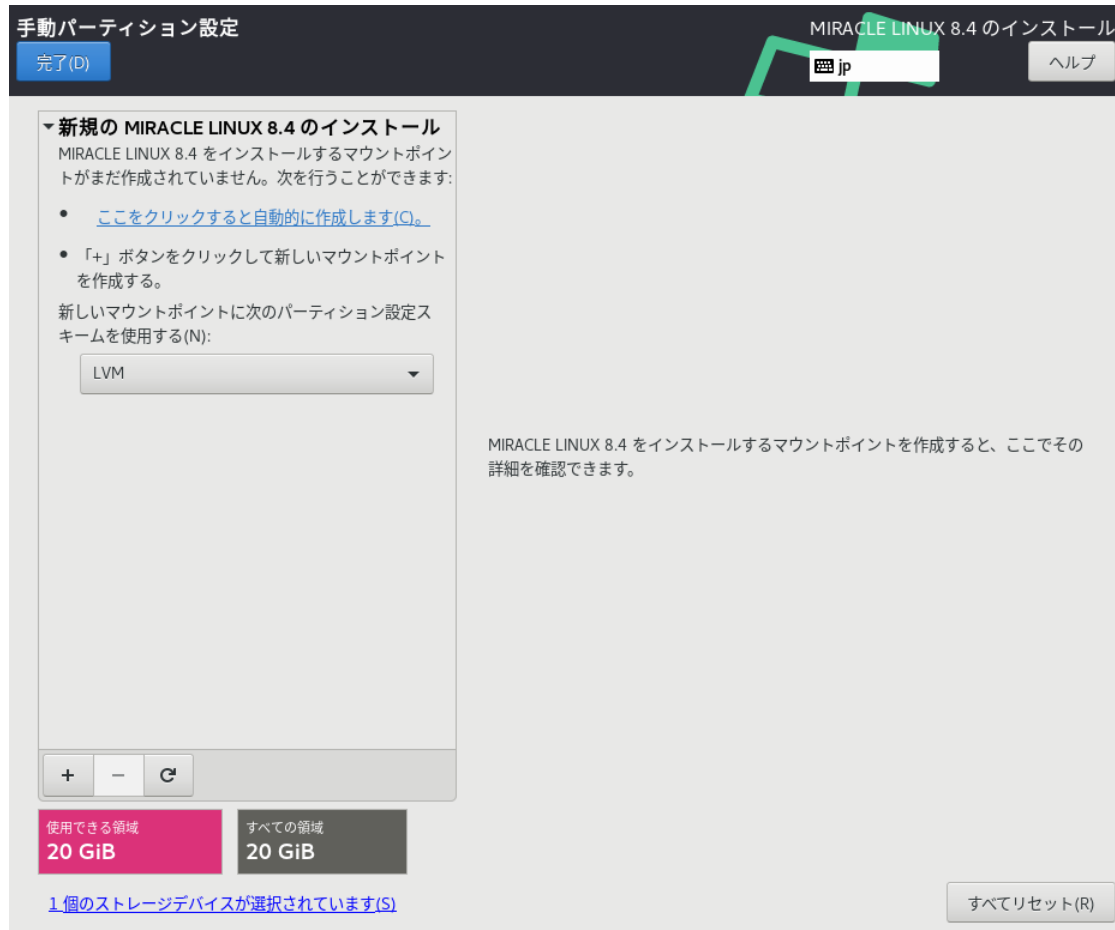 手動パーティション設定
MIRACLE LINUX 8.4 のインストール
完了(D)
jp
ヘルプ
新規の MIRACLE LINUX 8.4 のインストール
MIRACLE LINUX 8.4 をインストールするマウントポイン
トがまだ作成されていません。次を行うことができます:
• ここをクリックすると自動的に作成します(C)。
• 「+」ボタンをクリックして新しいマウントポイント
を作成する。
新しいマウントポイントに次のパーティション設定ス
キームを使用する(N):
LVM
MIRACLE LINUX 8.4 をインストールするマウントポイントを作成すると、ここでその
詳細を確認できます。
+ −
使用できる領域
20 GiB
すべての領域
20 GiB
1 個のストレージデバイスが選択されています(S)
すべてリセット(R)